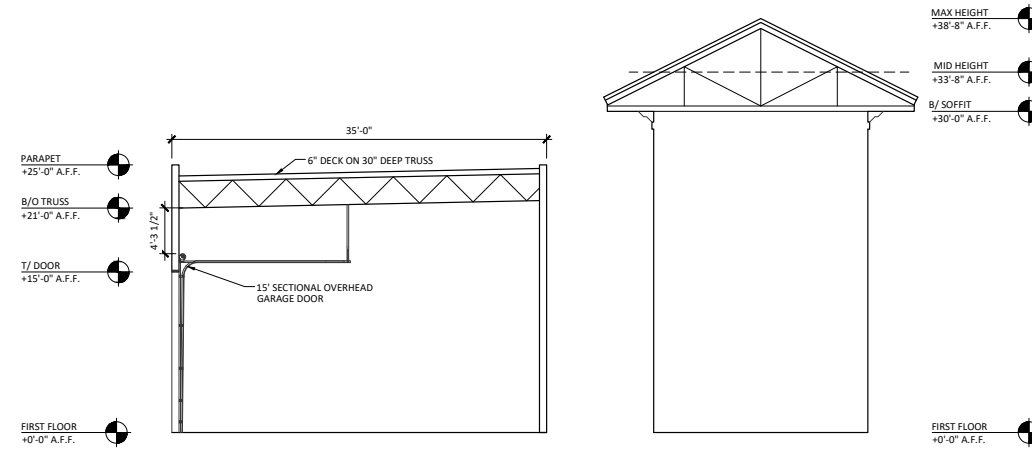 MAX HEIGHT
+38'-8" A.F.F.
MID HEIGHT
+33'-8" A.F.F.
B/ SOFFIT
+30'-0" A.F.F.
35'-0"
PARAPET
+25'-0" A.F.F.
6" DECK ON 30" DEEP TRUSS
B/O TRUSS
+21'-0" A.F.F.
4'-3 1/2"
T/ DOOR
+15'-0" A.F.F.
15' SECTIONAL OVERHEAD
GARAGE DOOR
FIRST FLOOR
+0'-0" A.F.F.
FIRST FLOOR
+0'-0" A.F.F.